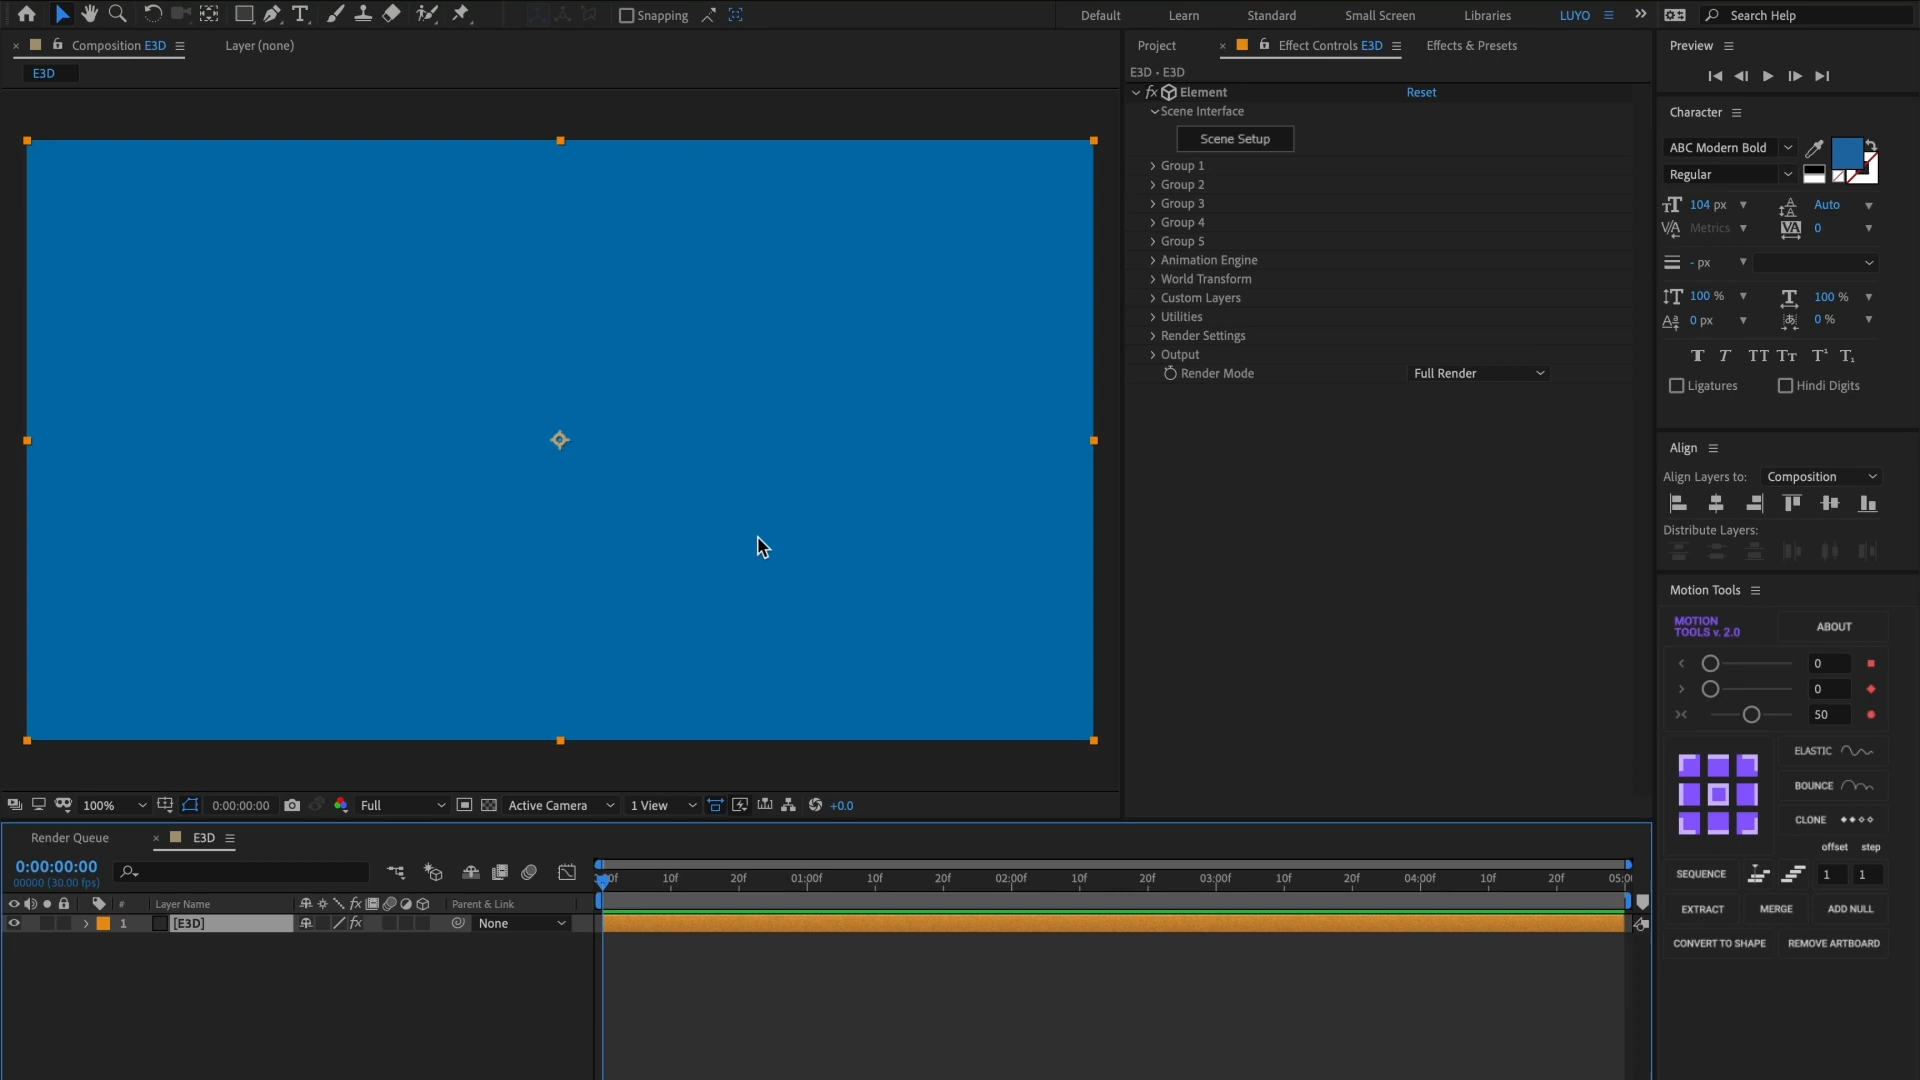 Snapping
Default
Learn
Standard
Small Screen
Libraries
LUYO
Search Help
Composition E3D
Layer (none)
E3D
Project
Effect Controls E3D
Effects & Presets
E3D • E3D
fx Element
Reset
Scene Interface
Scene Setup
Group 1
Group 2
Group 3
Group 4
Group 5
Animation Engine
World Transform
Custom Layers
Utilities
Render Settings
Output
Render Mode
Full Render
Preview
Character
ABC Modern Bold
Regular
104 px
Auto
Metrics
0
- px
100 %
100 %
0 px
0 %
Ligatures
Hindi Digits
Align
Align Layers to:
Composition
Distribute Layers:
Motion Tools
MOTION
TOOLS v. 2.0
ABOUT
0
0
50
ELASTIC
BOUNCE
CLONE
offset step
SEQUENCE
1
1
EXTRACT
MERGE
ADD NULL
CONVERT TO SHAPE
REMOVE ARTBOARD
100%
0:00:00:00
Full
Active Camera
1 View
+0.0
Render Queue
E3D
0:00:00:00
00000 (30.00 fps)
10f
20f
01:00f
10f
20f
02:00f
10f
20f
03:00f
10f
20f
04:00f
10f
20f
#
Layer Name
fx
Parent & Link
1
[E3D]
fx
None